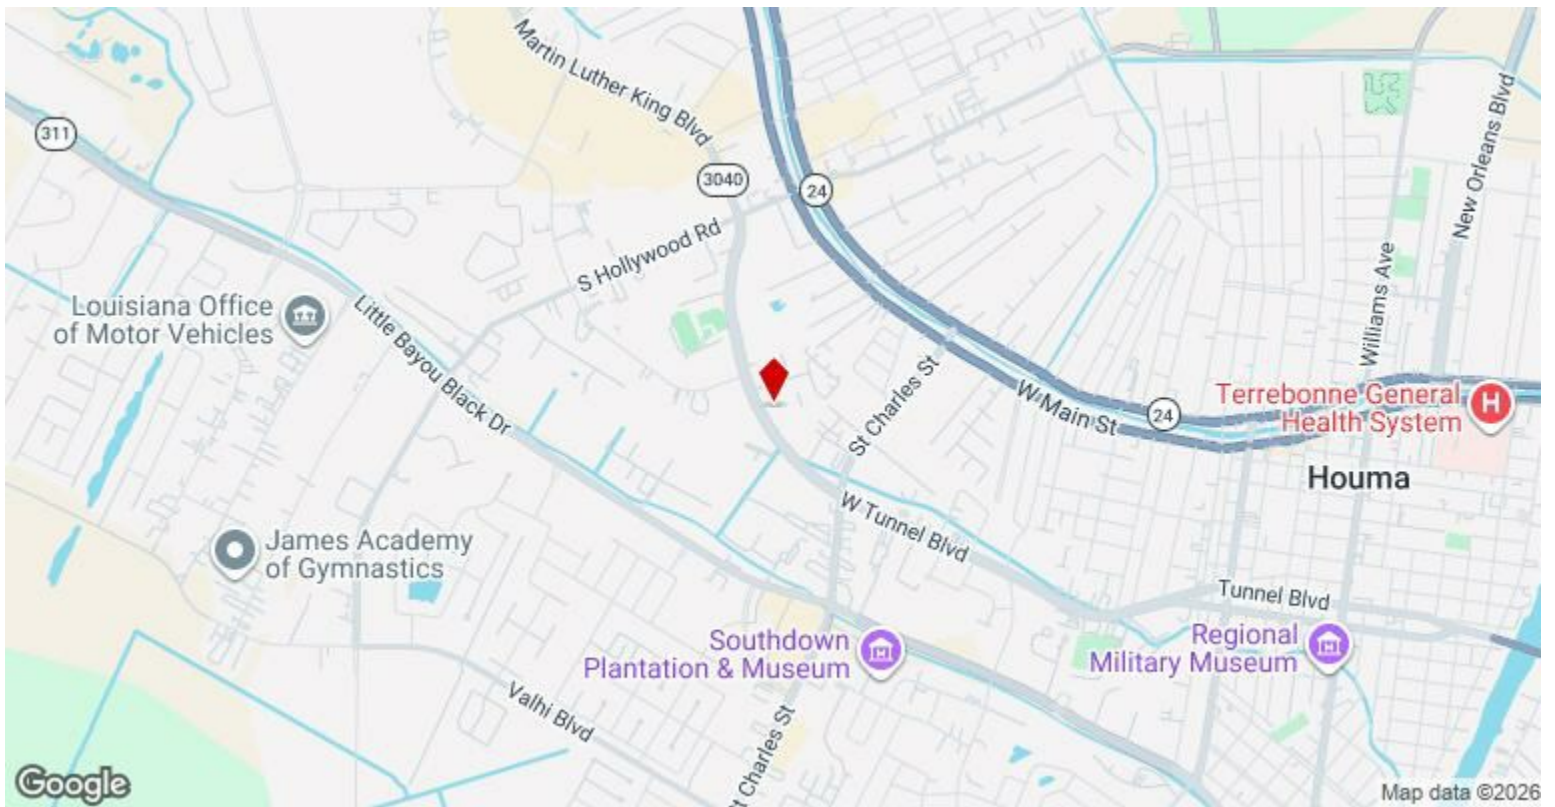 Martin Luther King Blvd
311
3040
24
New Orleans Blvd
S Hollywood Rd
Williams Ave
Louisiana Office
of Motor Vehicles
Little Bayou Black Dr
St Charles St
W Main St
24
Terrebonne General
Health System
Houma
W Tunnel Blvd
James Academy
of Gymnastics
Tunnel Blvd
Southdown
Plantation & Museum
Regional
Military Museum
Valhi Blvd
St Charles St
Google
Map data ©2026